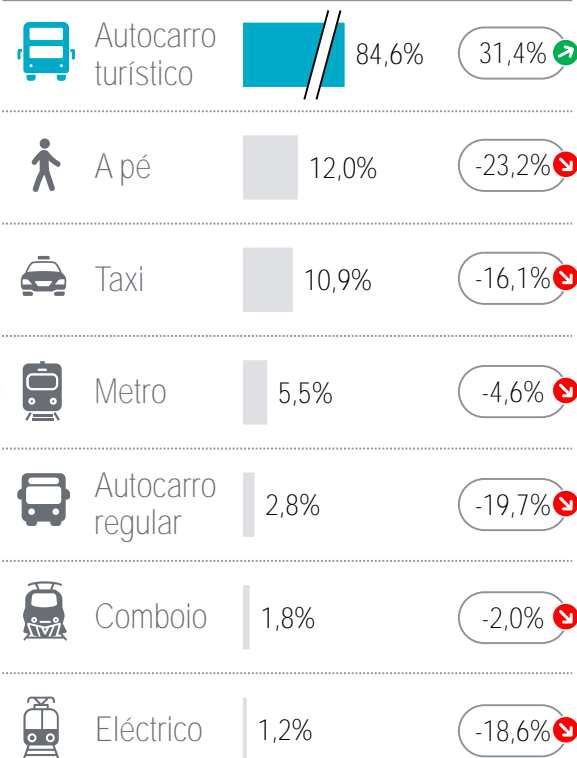 Autocarro
turístico
84,6%
31,4%
A pé
12,0%
-23,2%
Taxi
10,9%
-16,1%
Metro
5,5%
-4,6%
Autocarro
regular
2,8%
-19,7%
Comboio
1,8%
-2,0%
Eléctrico
1,2%
-18,6%